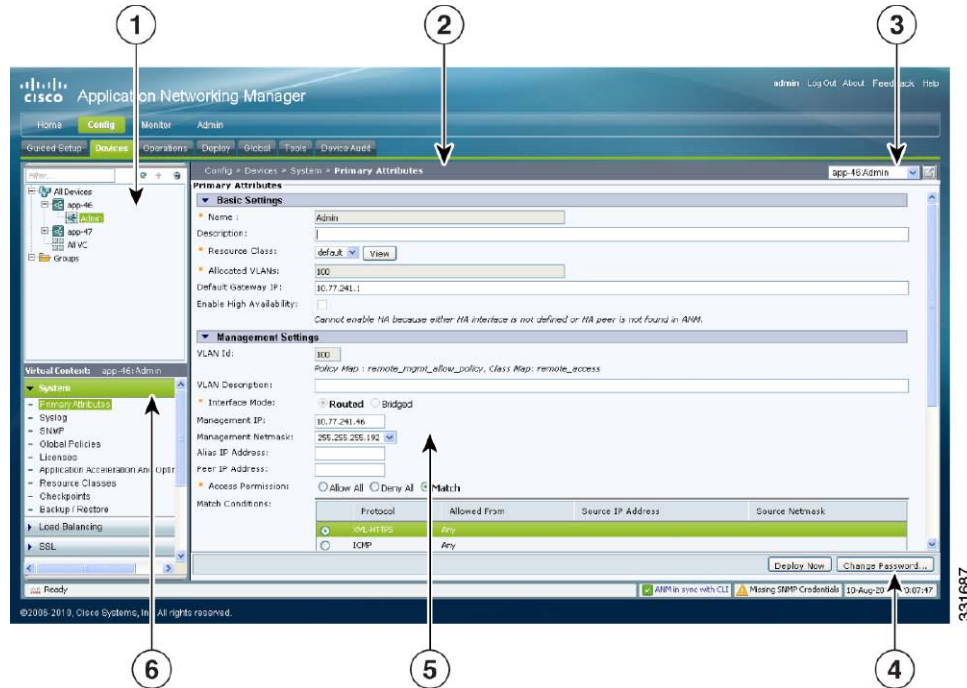 1
2
3
CISCO Application Networking Manager
admin Log Out About Feedback Help
Home Config Monitor Admin
Guided Setup Devices Operations Deploy Global Tools Device Audit
Filter...
Config > Devices > System > Primary Attributes
app-46:Admin
All Devices
app-46
Admin
app-47
All VC
Groups
Primary Attributes
Basic Settings
* Name :
Admin
Description:
* Resource Class:
default
View
* Allocated VLANs:
100
Default Gateway IP:
10.77.241.1
Enable High Availability:
Cannot enable HA because either HA interface is not defined or HA peer is not found in ANM.
Management Settings
VLAN Id:
100
Policy Map : remote_mgmt_allow_policy, Class Map: remote_access
VLAN Description:
* Interface Mode:
Routed Bridged
Management IP:
10.77.241.46
Management Netmask:
255.255.255.192
Alias IP Address:
Peer IP Address:
* Access Permission:
Allow All Deny All Match
Match Conditions:
Protocol Allowed From Source IP Address Source Netmask
XML-HTTPS Any
ICMP Any
Virtual Context: app-46:Admin
System
- Primary Attributes
- Syslog
- SNMP
- Global Policies
- Licenses
- Application Acceleration And Optir
- Resource Classes
- Checkpoints
- Backup / Restore
Load Balancing
SSL
Deploy Now Change Password...
Ready
ANM in sync with CLI Missing SNMP Credentials 10-Aug-20 0:07:47
©2006-2010, Cisco Systems, Inc. All rights reserved.
331687
6
5
4